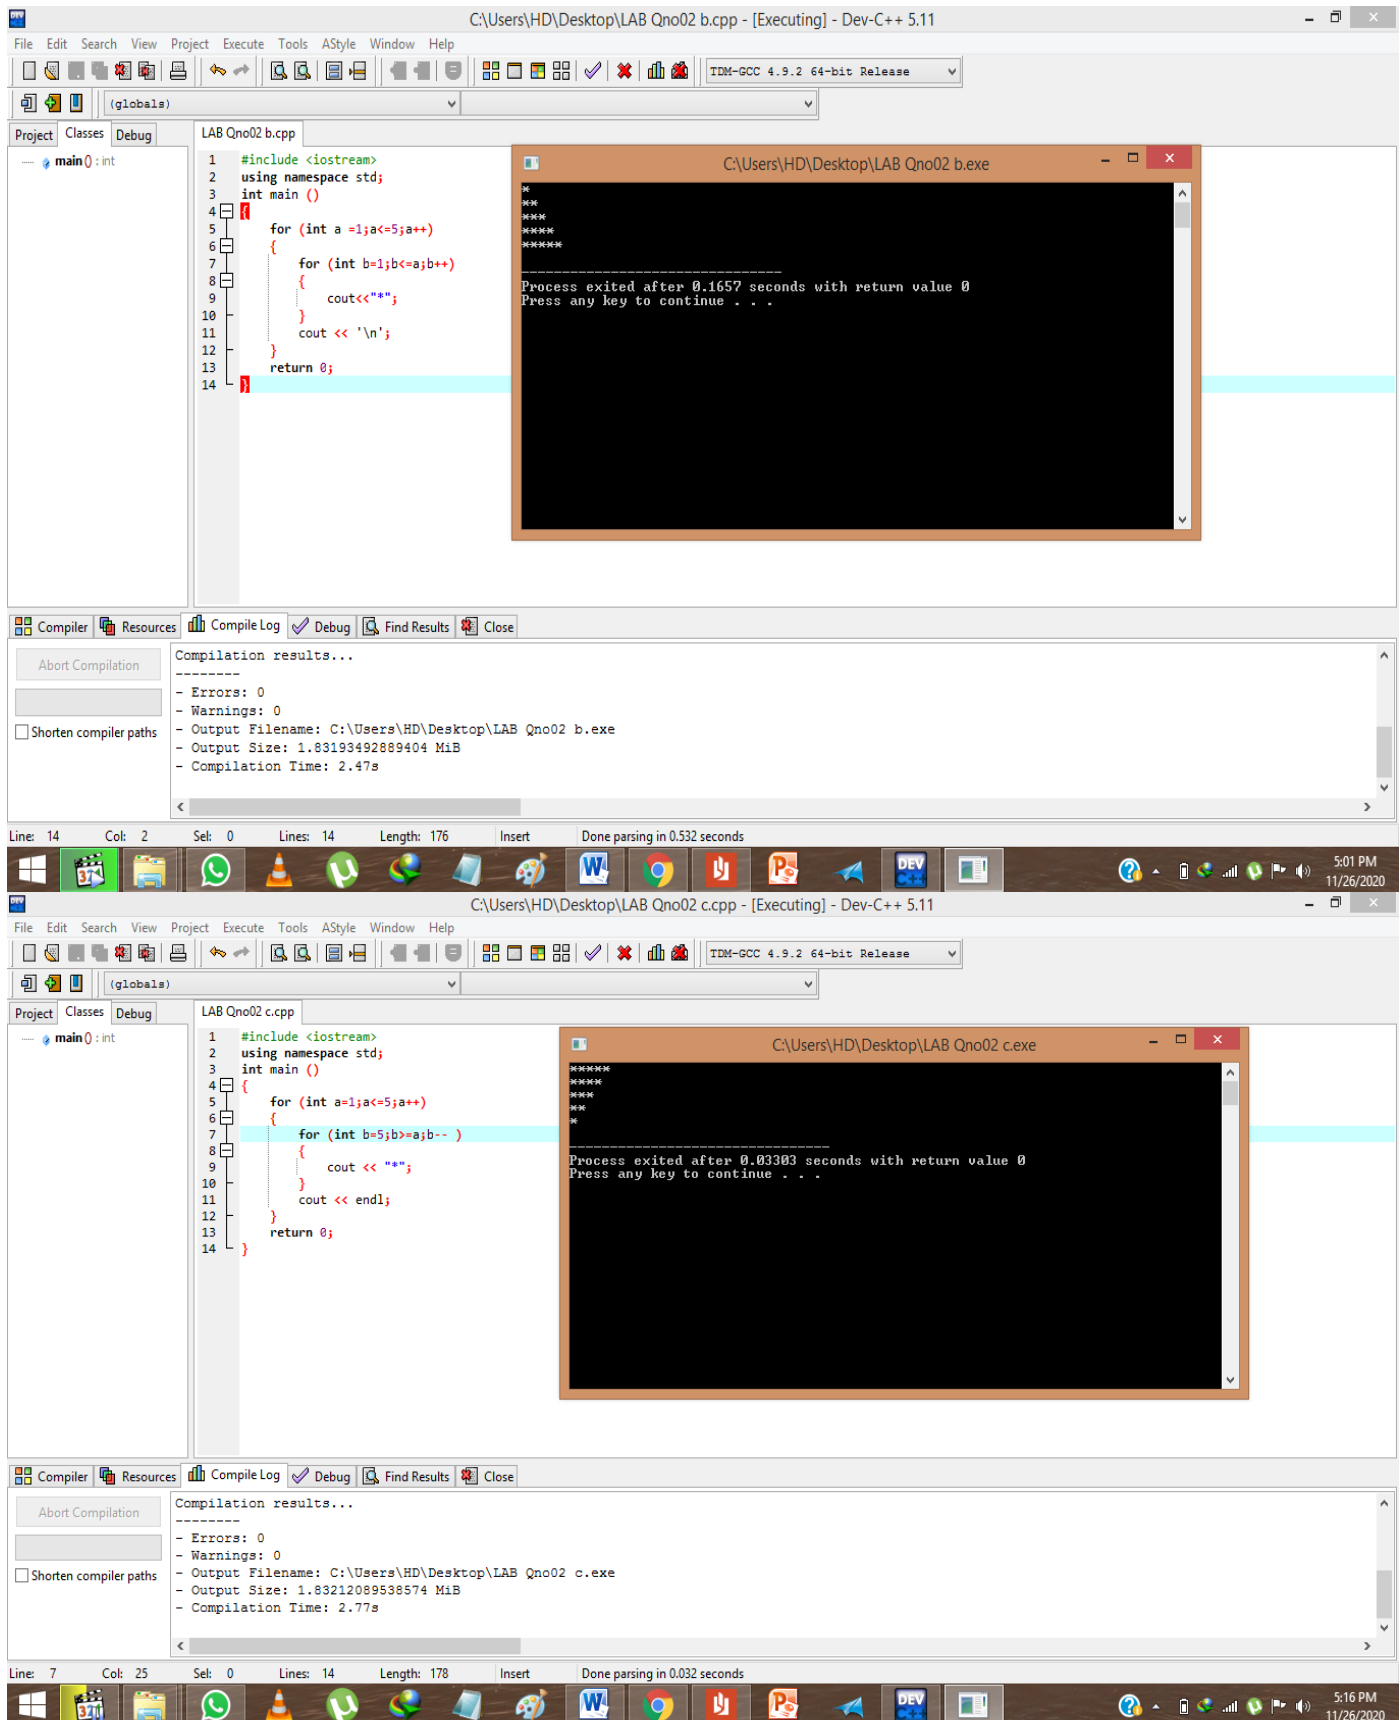 C:\Users\HD\Desktop\LAB Qno02 b.cpp - [Executing] - Dev-C++ 5.11
File Edit Search View Project Execute Tools AStyle Window Help
TDM-GCC 4.9.2 64-bit Release
(globals)
Project Classes Debug
LAB Qno02 b.cpp
main () : int
C:\Users\HD\Desktop\LAB Qno02 b.exe
1 #include <iostream>
2 using namespace std;
3 int main ()
4 {
5 for (int a =1;a<=5;a++)
6 {
7 for (int b=1;b<=a;b++)
8 {
9 cout<<"*";
10 }
11 cout << '\n';
12 }
13 return 0;
14 }
*
**
***
****
*****
--------------------------------
Process exited after 0.1657 seconds with return value 0
Press any key to continue . . .
Compiler Resources Compile Log Debug Find Results Close
Abort Compilation
Shorten compiler paths
Compilation results...
--------
- Errors: 0
- Warnings: 0
- Output Filename: C:\Users\HD\Desktop\LAB Qno02 b.exe
- Output Size: 1.83193492889404 MiB
- Compilation Time: 2.47s
Line: 14 Col: 2 Sel: 0 Lines: 14 Length: 176 Insert Done parsing in 0.532 seconds
5:01 PM
11/26/2020
C:\Users\HD\Desktop\LAB Qno02 c.cpp - [Executing] - Dev-C++ 5.11
File Edit Search View Project Execute Tools AStyle Window Help
TDM-GCC 4.9.2 64-bit Release
(globals)
Project Classes Debug
LAB Qno02 c.cpp
main () : int
C:\Users\HD\Desktop\LAB Qno02 c.exe
1 #include <iostream>
2 using namespace std;
3 int main ()
4 {
5 for (int a=1;a<=5;a++)
6 {
7 for (int b=5;b>=a;b-- )
8 {
9 cout << "*";
10 }
11 cout << endl;
12 }
13 return 0;
14 }
*****
****
***
**
*
--------------------------------
Process exited after 0.03303 seconds with return value 0
Press any key to continue . . .
Compiler Resources Compile Log Debug Find Results Close
Abort Compilation
Shorten compiler paths
Compilation results...
--------
- Errors: 0
- Warnings: 0
- Output Filename: C:\Users\HD\Desktop\LAB Qno02 c.exe
- Output Size: 1.83212089538574 MiB
- Compilation Time: 2.77s
Line: 7 Col: 25 Sel: 0 Lines: 14 Length: 178 Insert Done parsing in 0.032 seconds
5:16 PM
11/26/2020